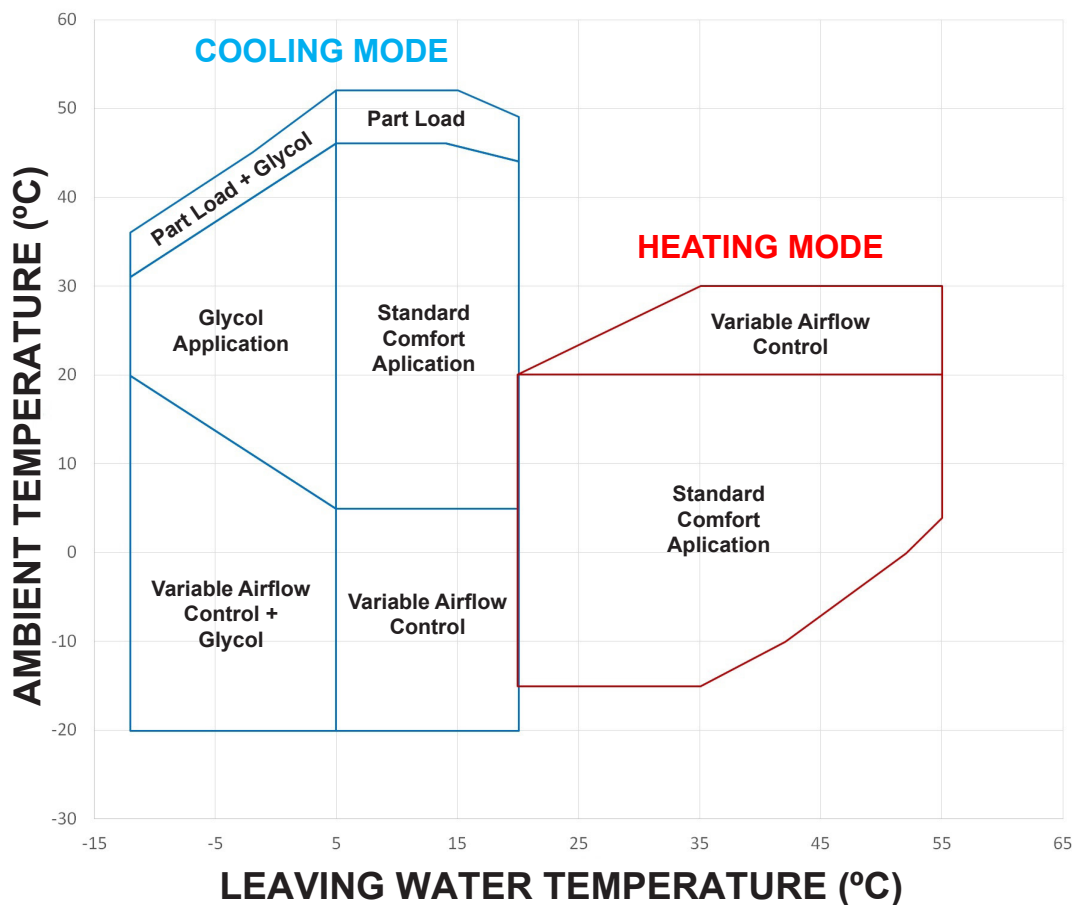 COOLING MODE
Part Load
Part Load + Glycol
HEATING MODE
Glycol
Application
Standard
Comfort
Aplication
Variable Airflow
Control
Standard
Comfort
Aplication
Variable Airflow
Control +
Glycol
Variable Airflow
Control
AMBIENT TEMPERATURE (ºC)
60
50
40
30
20
10
0
-10
-20
-30
-15
-5
5
15
25
35
45
55
65
LEAVING WATER TEMPERATURE (ºC)